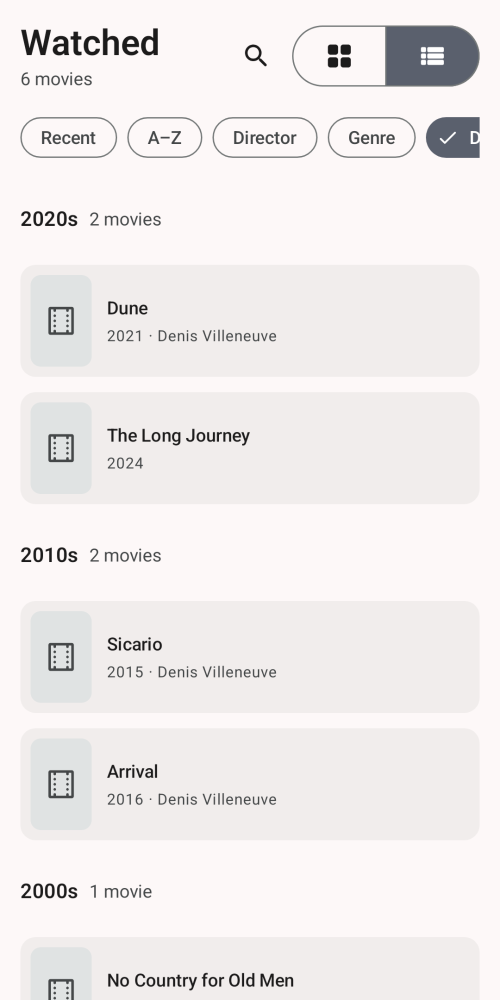 Watched
6 movies
Recent
A–Z
Director
Genre
2020s 2 movies
Dune
2021 · Denis Villeneuve
The Long Journey
2024
2010s 2 movies
Sicario
2015 · Denis Villeneuve
Arrival
2016 · Denis Villeneuve
2000s 1 movie
No Country for Old Men